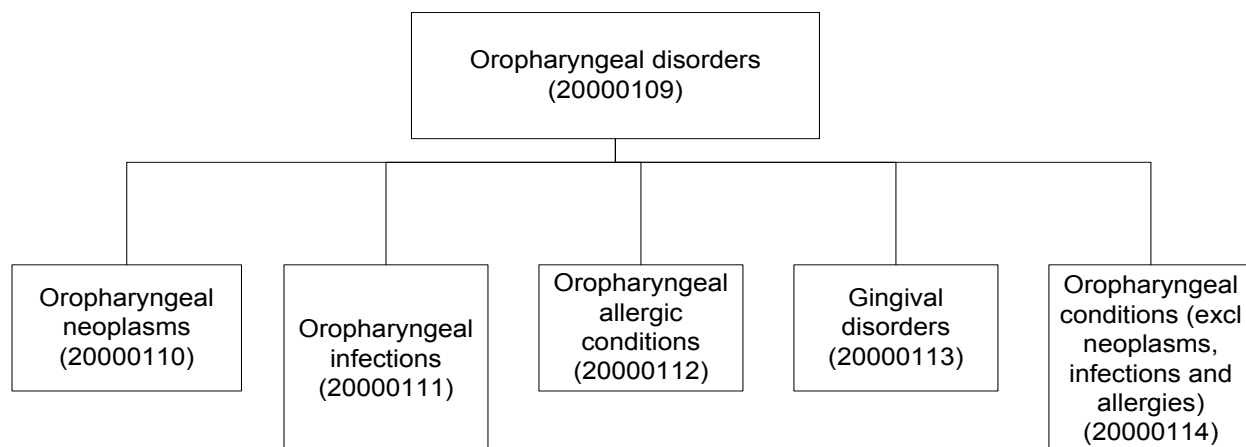 Oropharyngeal disorders
(20000109)
Oropharyngeal
neoplasms
(20000110)
Oropharyngeal
infections
(20000111)
Oropharyngeal
allergic
conditions
(20000112)
Gingival
disorders
(20000113)
Oropharyngeal
conditions (excl
neoplasms,
infections and
allergies)
(20000114)